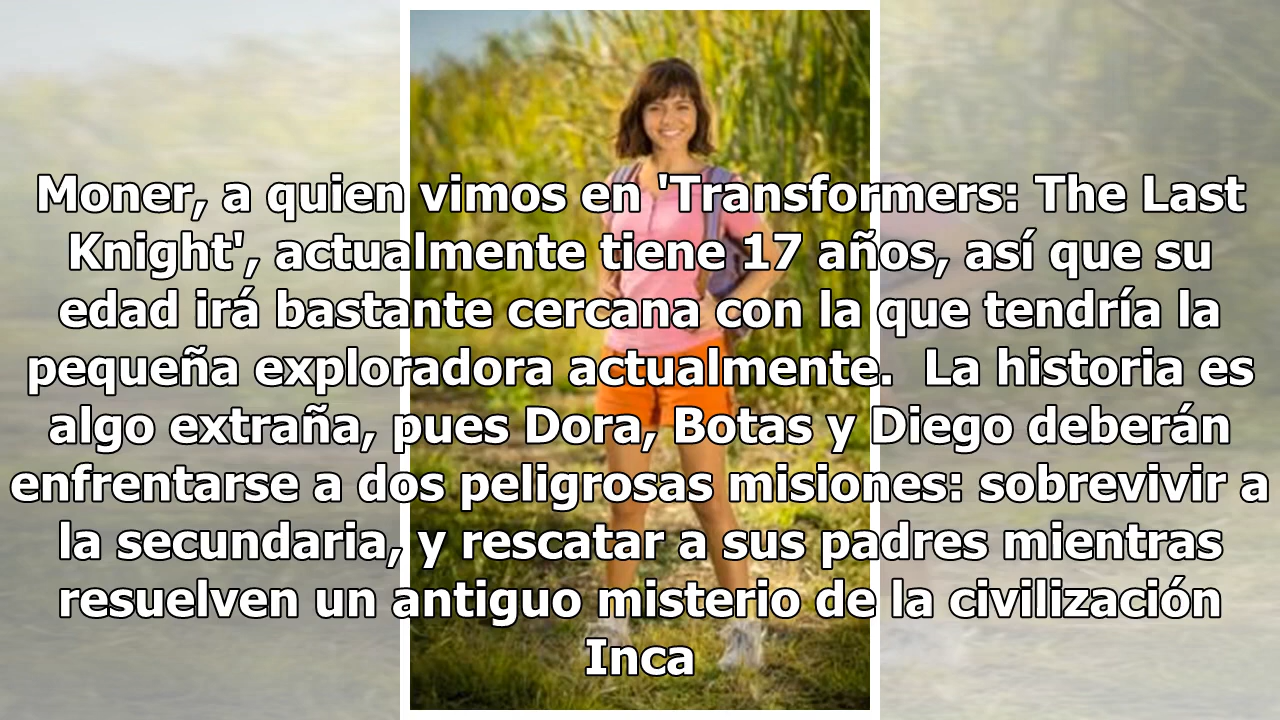 Moner, a quien vimos en 'Transformers: The Last
Knight', actualmente tiene 17 años, así que su
edad irá bastante cercana con la que tendría la
pequeña exploradora actualmente.  La historia es
algo extraña, pues Dora, Botas y Diego deberán
enfrentarse a dos peligrosas misiones: sobrevivir a
la secundaria, y rescatar a sus padres mientras
resuelven un antiguo misterio de la civilización
Inca